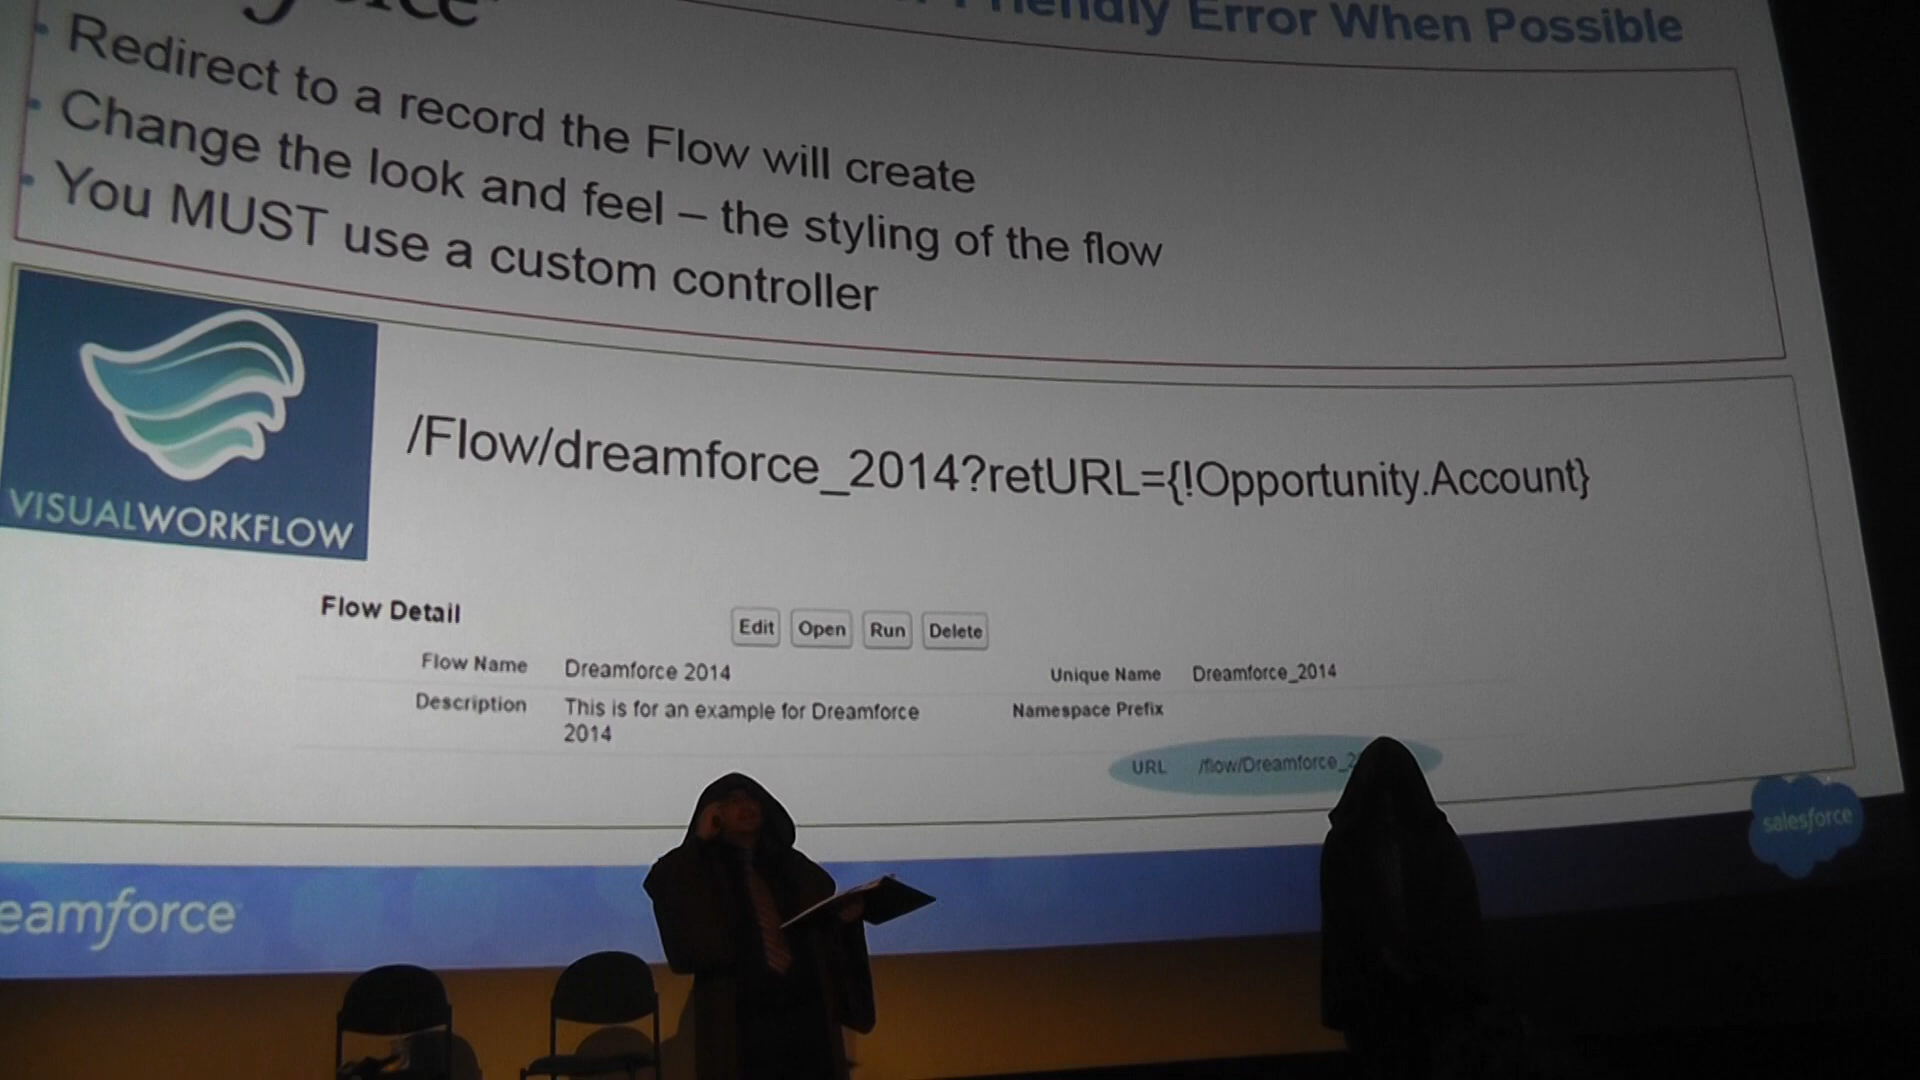 Friendly Error When Possible
Redirect to a record the Flow will create
Change the look and feel – the styling of the flow
You MUST use a custom controller
VISUALWORKFLOW
/Flow/dreamforce_2014?retURL={!Opportunity.Account}
Flow Detail
Edit Open Run Delete
Flow Name Dreamforce 2014 Unique Name Dreamforce_2014
Description This is for an example for Dreamforce Namespace Prefix
2014
URL /flow/Dreamforce_2
salesforce
eamforce